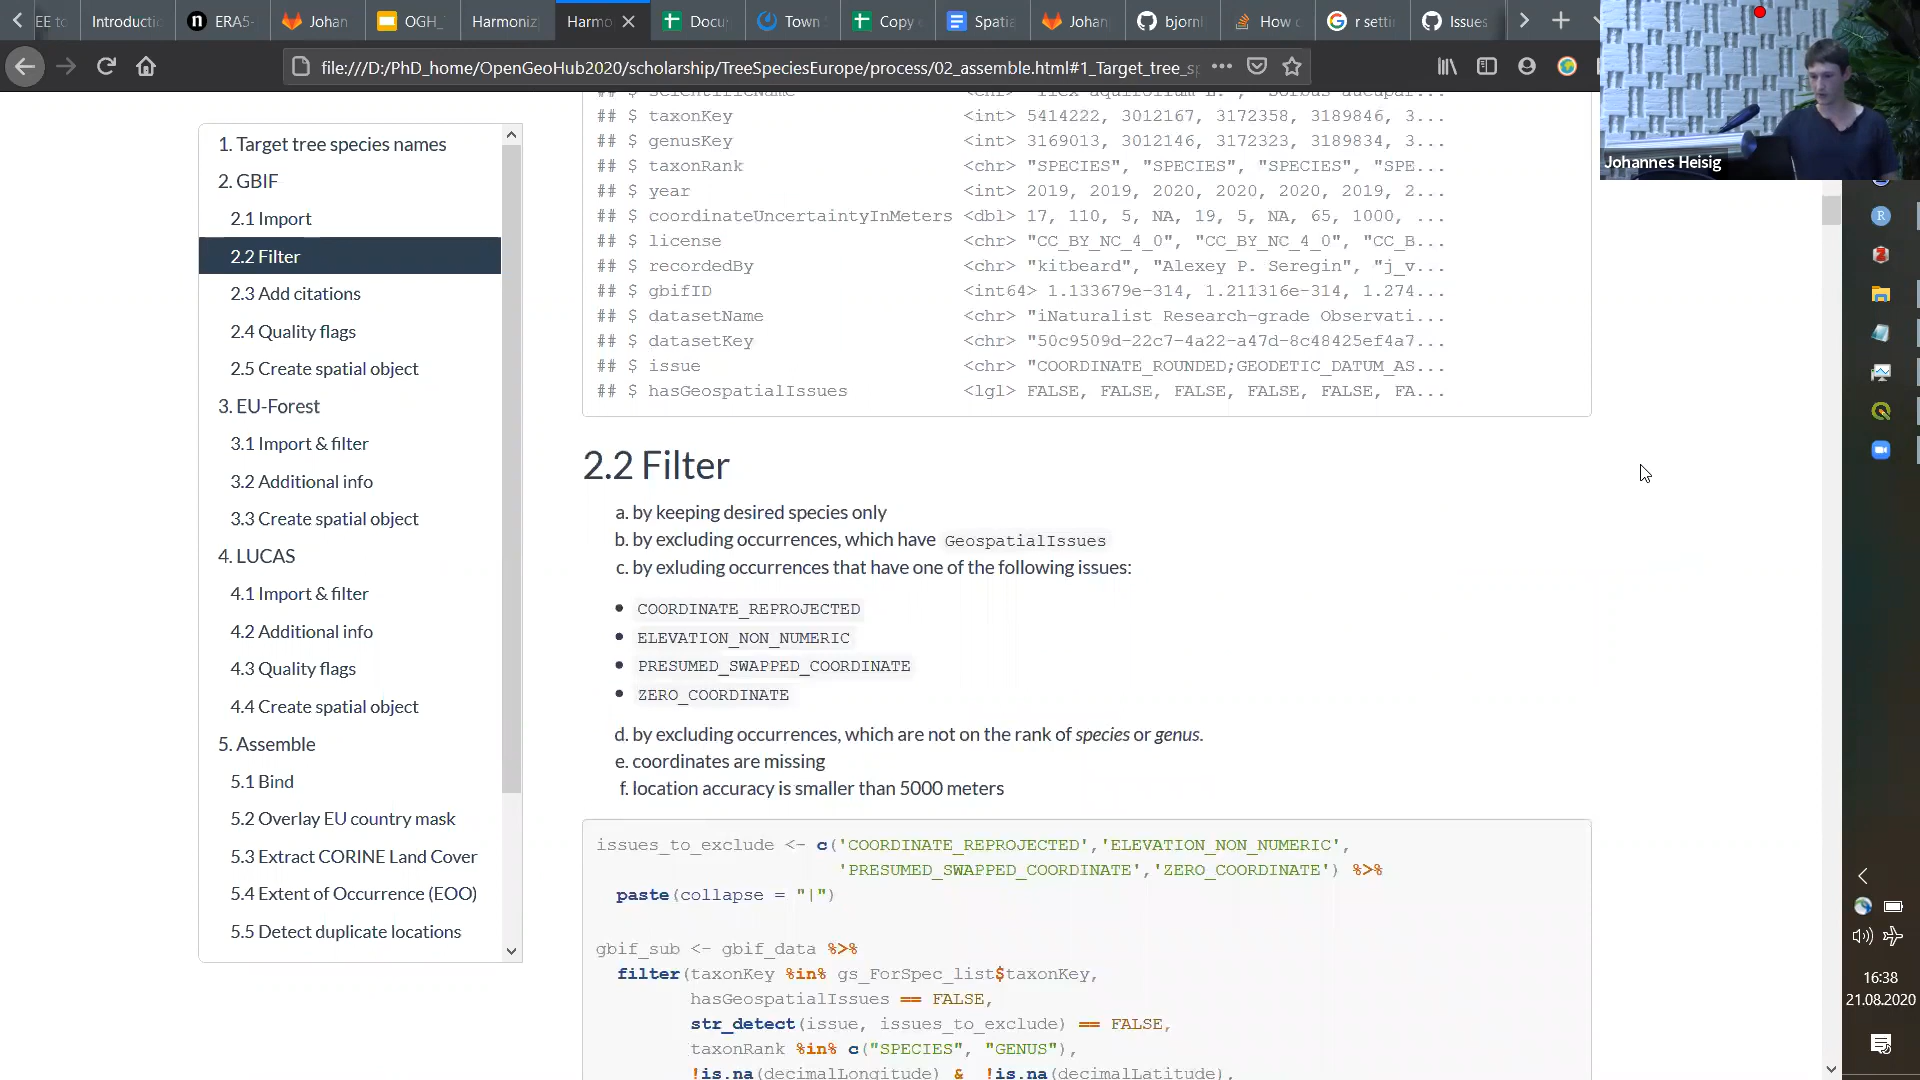 EE to
Introducti
ERA5-
Johan
OGH_
Harmoniz
Harmo
Docu
Town
Copy
Spatia
Johan
bjornl
How c
r setti
Issues
file:///D:/PhD_home/OpenGeoHub2020/scholarship/TreeSpeciesEurope/process/02_assemble.html#1_Target_tree_sp
Johannes Heisig
1. Target tree species names
2. GBIF
2.1 Import
2.2 Filter
2.3 Add citations
2.4 Quality flags
2.5 Create spatial object
3. EU-Forest
3.1 Import & filter
3.2 Additional info
3.3 Create spatial object
4. LUCAS
4.1 Import & filter
4.2 Additional info
4.3 Quality flags
4.4 Create spatial object
5. Assemble
5.1 Bind
5.2 Overlay EU country mask
5.3 Extract CORINE Land Cover
5.4 Extent of Occurrence (EOO)
5.5 Detect duplicate locations
## $ scientificName <chr> "Ilex aquifolium L.", "Sorbus aucupar...
## $ taxonKey <int> 5414222, 3012167, 3172358, 3189846, 3...
## $ genusKey <int> 3169013, 3012146, 3172323, 3189834, 3...
## $ taxonRank <chr> "SPECIES", "SPECIES", "SPECIES", "SPE...
## $ year <int> 2019, 2019, 2020, 2020, 2020, 2019, 2...
## $ coordinateUncertaintyInMeters <dbl> 17, 110, 5, NA, 19, 5, NA, 65, 1000, ...
## $ license <chr> "CC_BY_NC_4_0", "CC_BY_NC_4_0", "CC_B...
## $ recordedBy <chr> "kitbeard", "Alexey P. Seregin", "j_v...
## $ gbifID <int64> 1.133679e-314, 1.211316e-314, 1.274...
## $ datasetName <chr> "iNaturalist Research-grade Observati...
## $ datasetKey <chr> "50c9509d-22c7-4a22-a47d-8c48425ef4a7...
## $ issue <chr> "COORDINATE_ROUNDED;GEODETIC_DATUM_AS...
## $ hasGeospatialIssues <lgl> FALSE, FALSE, FALSE, FALSE, FALSE, FA...
2.2 Filter
a. by keeping desired species only
b. by excluding occurrences, which have GeospatialIssues
c. by exluding occurrences that have one of the following issues:
• COORDINATE_REPROJECTED
• ELEVATION_NON_NUMERIC
• PRESUMED_SWAPPED_COORDINATE
• ZERO_COORDINATE
d. by excluding occurrences, which are not on the rank of species or genus.
e. coordinates are missing
f. location accuracy is smaller than 5000 meters
issues_to_exclude <- c('COORDINATE_REPROJECTED','ELEVATION_NON_NUMERIC',
'PRESUMED_SWAPPED_COORDINATE','ZERO_COORDINATE') %>%
paste(collapse = "|")
gbif_sub <- gbif_data %>%
filter(taxonKey %in% gs_ForSpec_list$taxonKey,
hasGeospatialIssues == FALSE,
str_detect(issue, issues_to_exclude) == FALSE,
taxonRank %in% c("SPECIES", "GENUS"),
!is.na(decimalLongitude) & !is.na(decimalLatitude),
16:38
21.08.2020